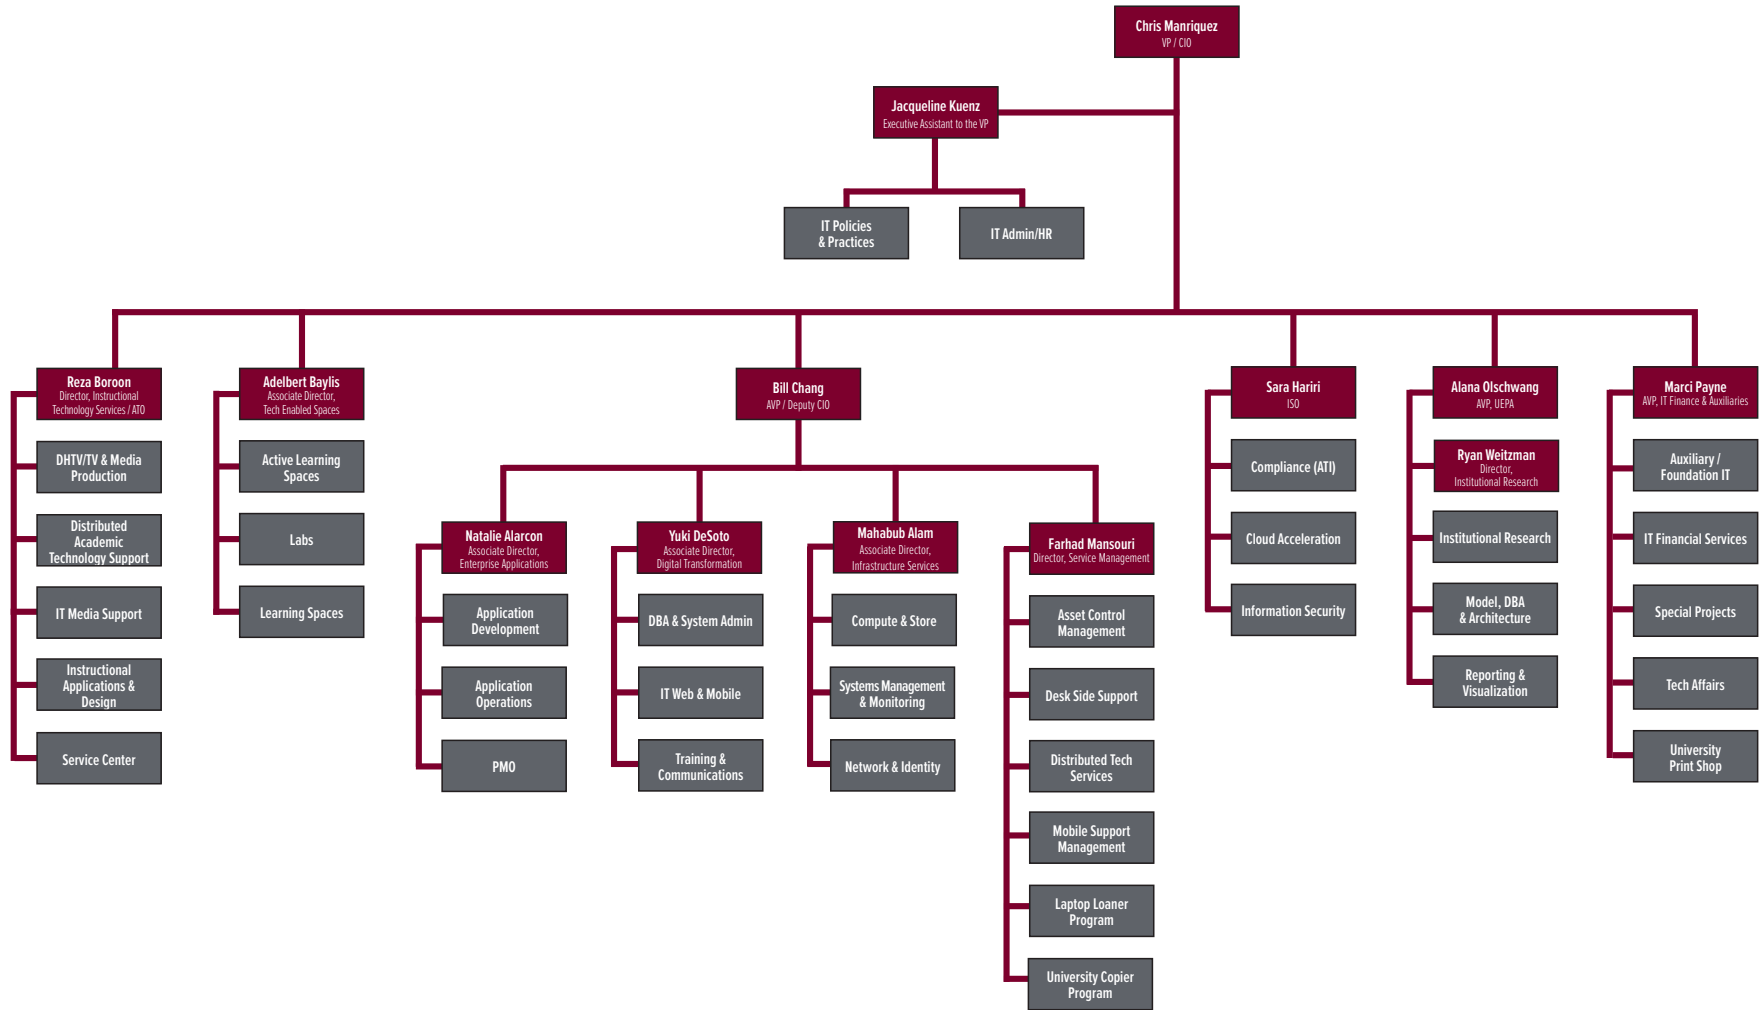 Chris Manriquez
VP / CIO
Jacqueline Kuenz
Executive Assistant to the VP
IT Policies
& Practices
IT Admin/HR
Reza Boroon
Director, Instructional
Technology Services / ATO
DHTV/TV & Media
Production
Distributed
Academic
Technology Support
IT Media Support
Instructional
Applications &
Design
Service Center
Adelbert Baylis
Associate Director,
Tech Enabled Spaces
Active Learning
Spaces
Labs
Learning Spaces
Bill Chang
AVP / Deputy CIO
Natalie Alarcon
Associate Director,
Enterprise Applications
Application
Development
Application
Operations
PMO
Yuki DeSoto
Associate Director,
Digital Transformation
DBA & System Admin
IT Web & Mobile
Training &
Communications
Mahabub Alam
Associate Director,
Infrastructure Services
Compute & Store
Systems Management
& Monitoring
Network & Identity
Farhad Mansouri
Director, Service Management
Asset Control
Management
Desk Side Support
Distributed Tech
Services
Mobile Support
Management
Laptop Loaner
Program
University Copier
Program
Sara Hariri
ISO
Compliance (ATI)
Cloud Acceleration
Information Security
Alana Olschwang
AVP, UEPA
Ryan Weitzman
Director,
Institutional Research
Institutional Research
Model, DBA
& Architecture
Reporting &
Visualization
Marci Payne
AVP, IT Finance & Auxiliaries
Auxiliary /
Foundation IT
IT Financial Services
Special Projects
Tech Affairs
University
Print Shop